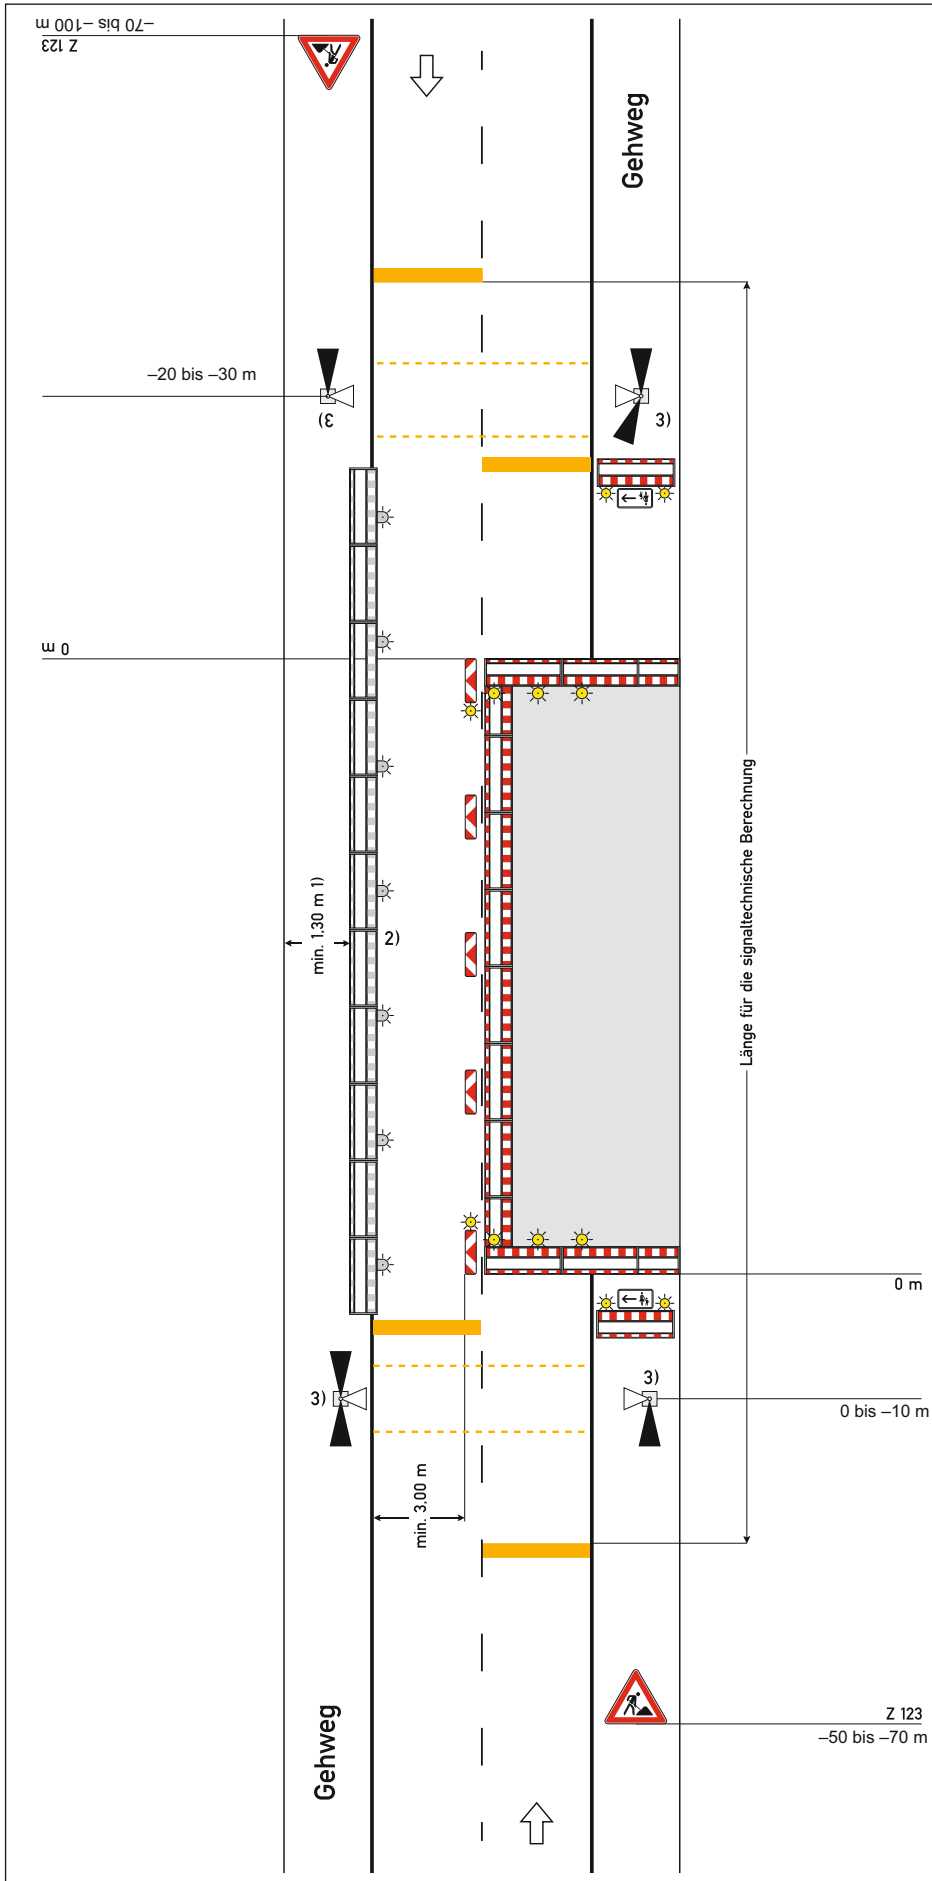 –70 bis –100 m
Z 123
Gehweg
–20 bis –30 m
3)
3)
0 m
Länge für die signaltechnische Berechnung
min. 1,30 m 1)
2)
0 m
3)
3)
0 bis –10 m
min. 3,00 m
Z 123
–50 bis –70 m
Gehweg